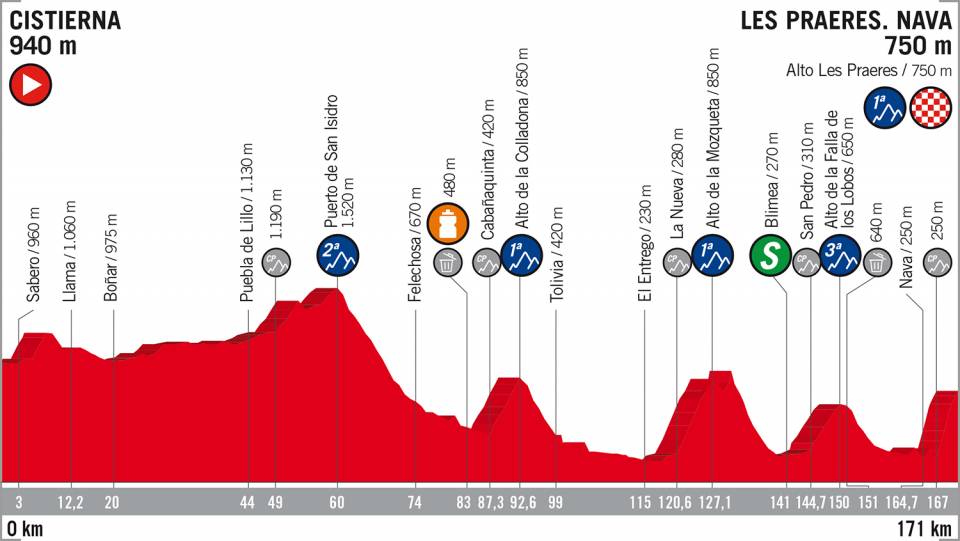 CISTIERNA
940 m
LES PRAERES. NAVA
750 m
Alto Les Praeres / 750 m
1ª
Sabero / 960 m
Llama / 1.060 m
Boñar / 975 m
Puebla de Lillo / 1.130 m
1.190 m
CP
Puerto de San Isidro
1.520 m
2ª
Felechosa / 670 m
480 m
Cabañaquinta / 420 m
CP
Alto de la Colladona / 850 m
1ª
Tolivia / 420 m
El Entrego / 230 m
La Nueva / 280 m
CP
Alto de la Mozqueta / 850 m
1ª
Blimea / 270 m
S
San Pedro / 310 m
CP
Alto de la Falla de
los Lobos / 650 m
3ª
640 m
Nava / 250 m
250 m
CP
3 12,2 20 44 49 60 74 83 87,3 92,6 99 115 120,6 127,1 141 144,7 150 151 164,7 167
0 km 171 km